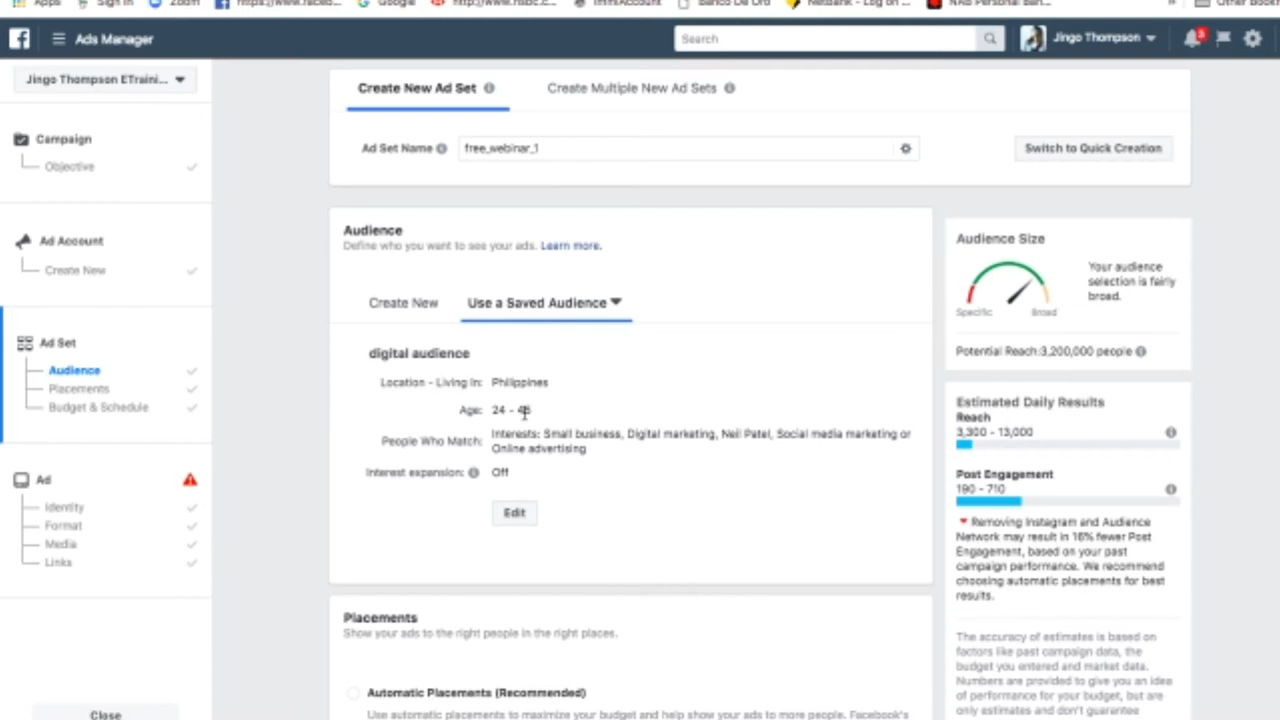 Apps
Sign In
Zoom
https://www.faceb...
Google
http://www.hsbc.c...
ImmiAccount
Banco De Oro
Netbank - Log on ...
NAB Personal Ban...
Other Book
Ads Manager
Search
Jingo Thompson
Jingo Thompson ETraini...
Create New Ad Set
Create Multiple New Ad Sets
Campaign
Objective
Ad Set Name
free_webinar_1
Switch to Quick Creation
Ad Account
Create New
Audience
Define who you want to see your ads. Learn more.
Create New
Use a Saved Audience
Audience Size
Your audience
selection is fairly
broad.
Specific
Broad
Potential Reach:3,200,000 people
Ad Set
Audience
Placements
Budget & Schedule
digital audience
Location - Living In: Philippines
Age: 24 -
People Who Match:
Interests: Small business, Digital marketing, Neil Patel, Social media marketing or
Online advertising
Interest expansion:
Off
Edit
Estimated Daily Results
Reach
3,300 - 13,000
Post Engagement
190 - 710
Removing Instagram and Audience
Network may result in 16% fewer Post
Engagement, based on your past
campaign performance. We recommend
choosing automatic placements for best
results.
The accuracy of estimates is based on
factors like past campaign data, the
budget you entered and market data.
Numbers are provided to give you an idea
of performance for your budget, but are
only estimates and don't guarantee
Ad
Identity
Format
Media
Links
Placements
Show your ads to the right people in the right places.
Automatic Placements (Recommended)
Use automatic placements to maximize your budget and help show your ads to more people. Facebook's
Close